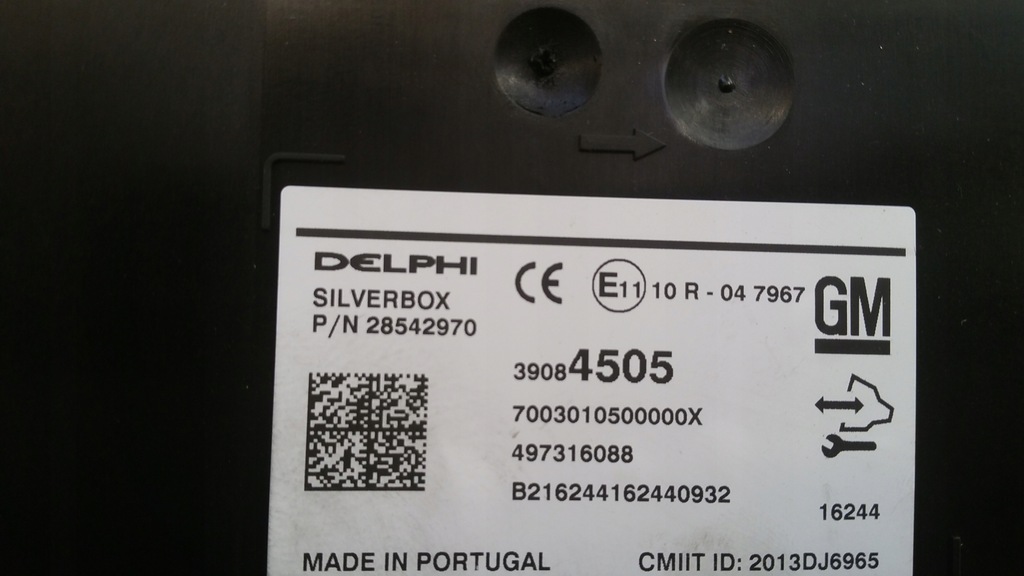 DELPHI
SILVERBOX
P/N 28542970
CE
E11 10 R - 04 7967
GM
39084505
7003010500000X
497316088
B216244162440932
16244
MADE IN PORTUGAL
CMIIT ID: 2013DJ6965